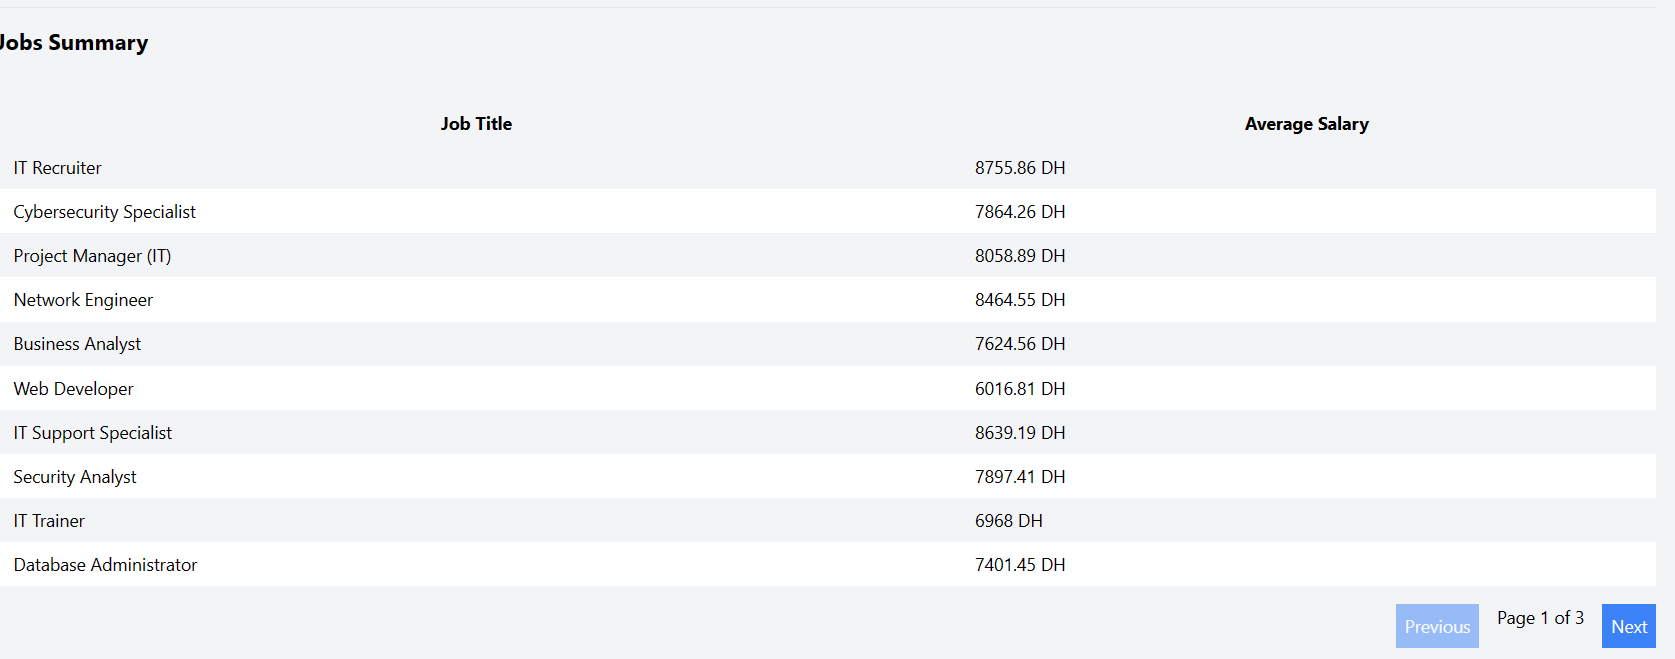 Jobs Summary
Job Title Average Salary
IT Recruiter 8755.86 DH
Cybersecurity Specialist 7864.26 DH
Project Manager (IT) 8058.89 DH
Network Engineer 8464.55 DH
Business Analyst 7624.56 DH
Web Developer 6016.81 DH
IT Support Specialist 8639.19 DH
Security Analyst 7897.41 DH
IT Trainer 6968 DH
Database Administrator 7401.45 DH
Previous Page 1 of 3 Next